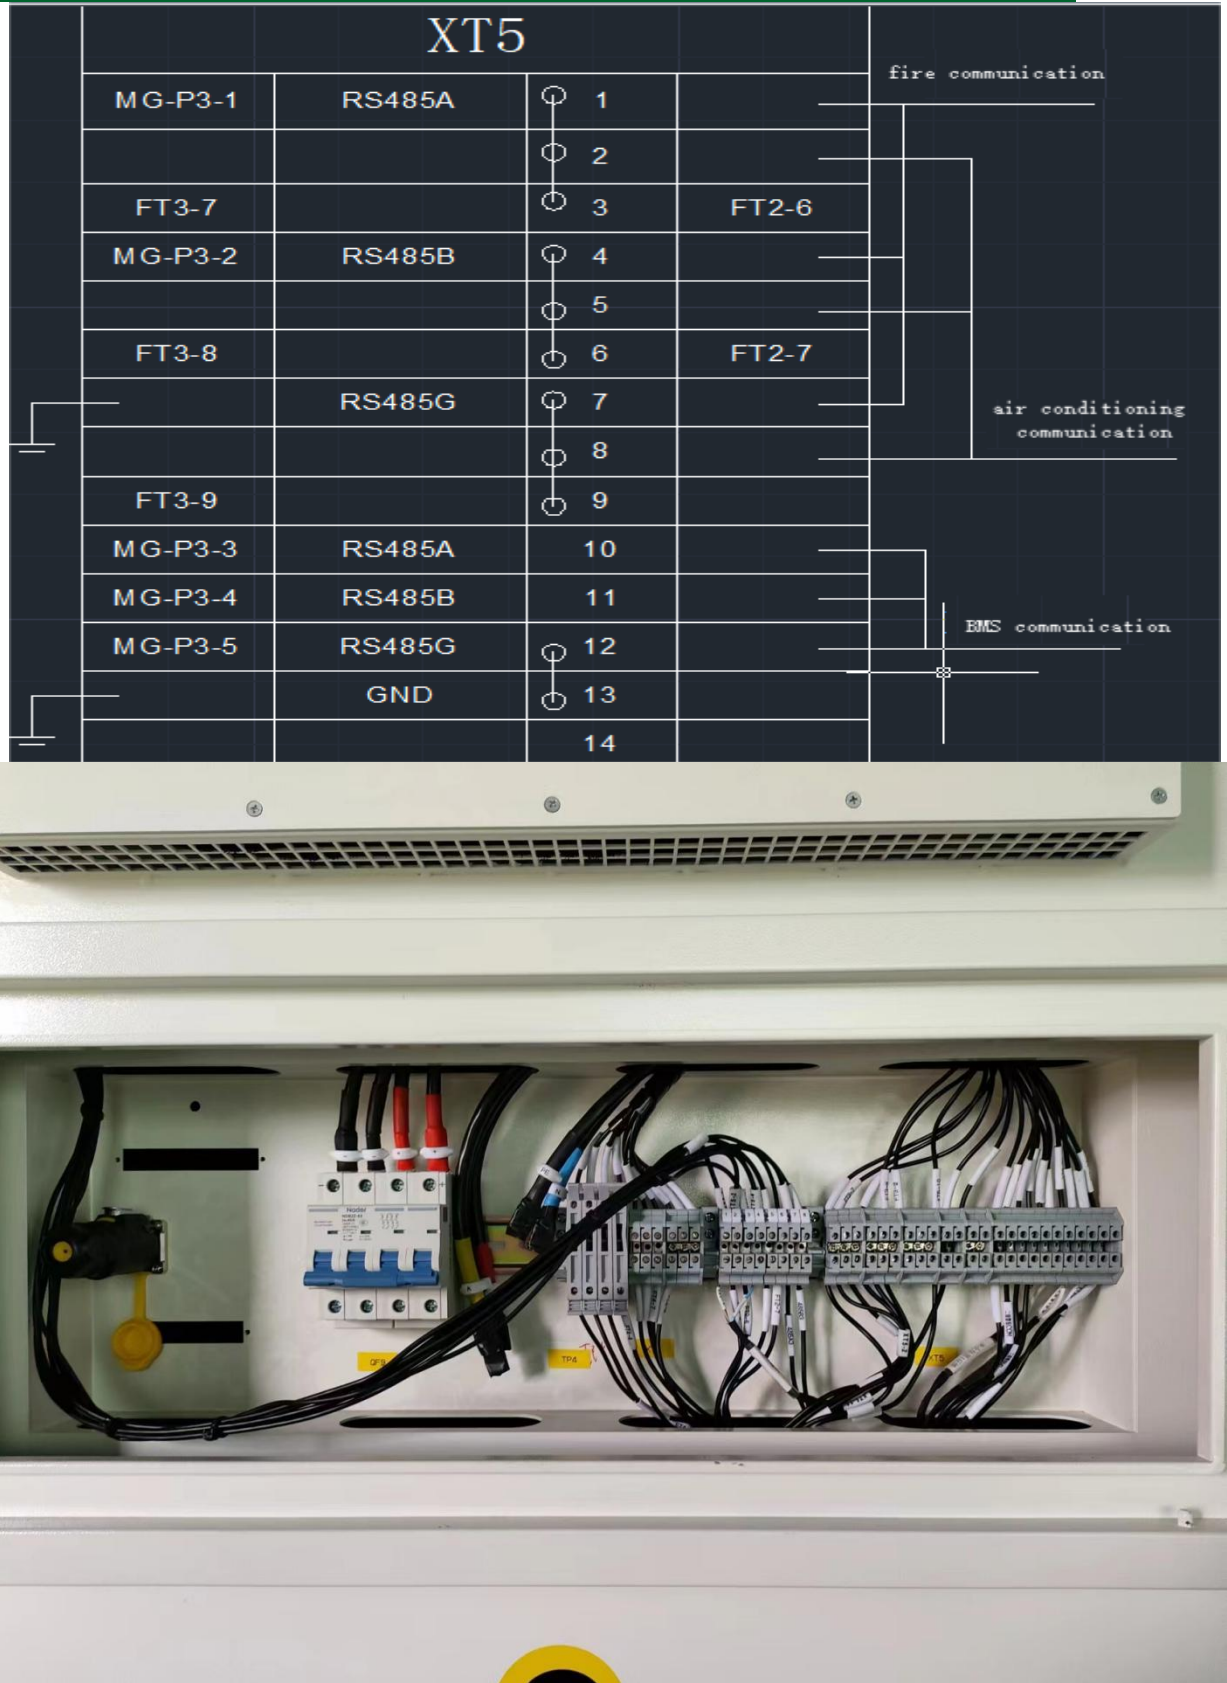 XT5
MG-P3-1 RS485A 1
fire communication
2
FT3-7 3 FT2-6
MG-P3-2 RS485B 4
5
FT3-8 6 FT2-7
RS485G 7
air conditioning
communication
8
FT3-9 9
MG-P3-3 RS485A 10
MG-P3-4 RS485B 11
MG-P3-5 RS485G 12
BMS communication
GND 13
14
Nader
TP4
XT5